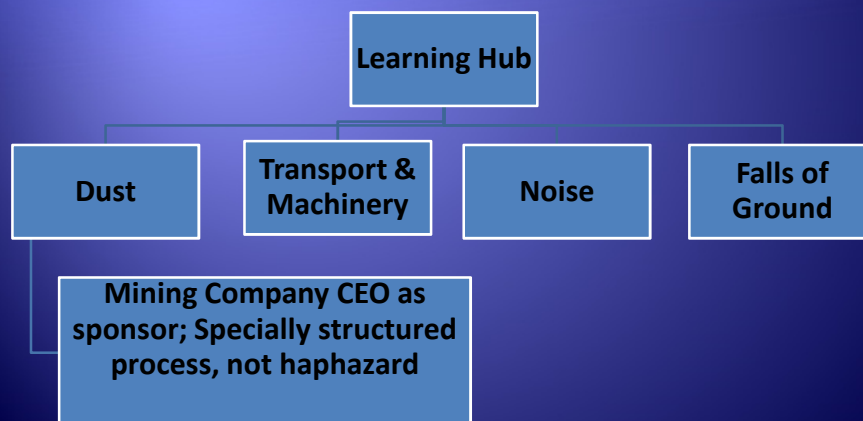 Learning Hub
Dust
Transport &
Machinery
Noise
Falls of
Ground
Mining Company CEO as
sponsor; Specially structured
process, not haphazard